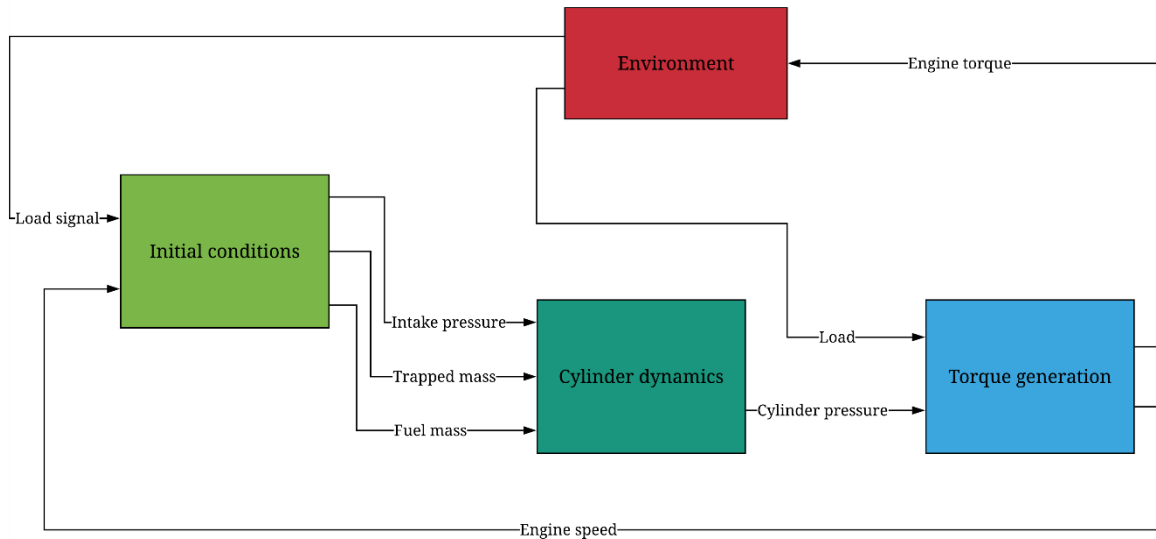 Environment
Engine torque
Load signal
Initial conditions
Intake pressure
Load
Trapped mass
Cylinder dynamics
Torque generation
Cylinder pressure
Fuel mass
Engine speed